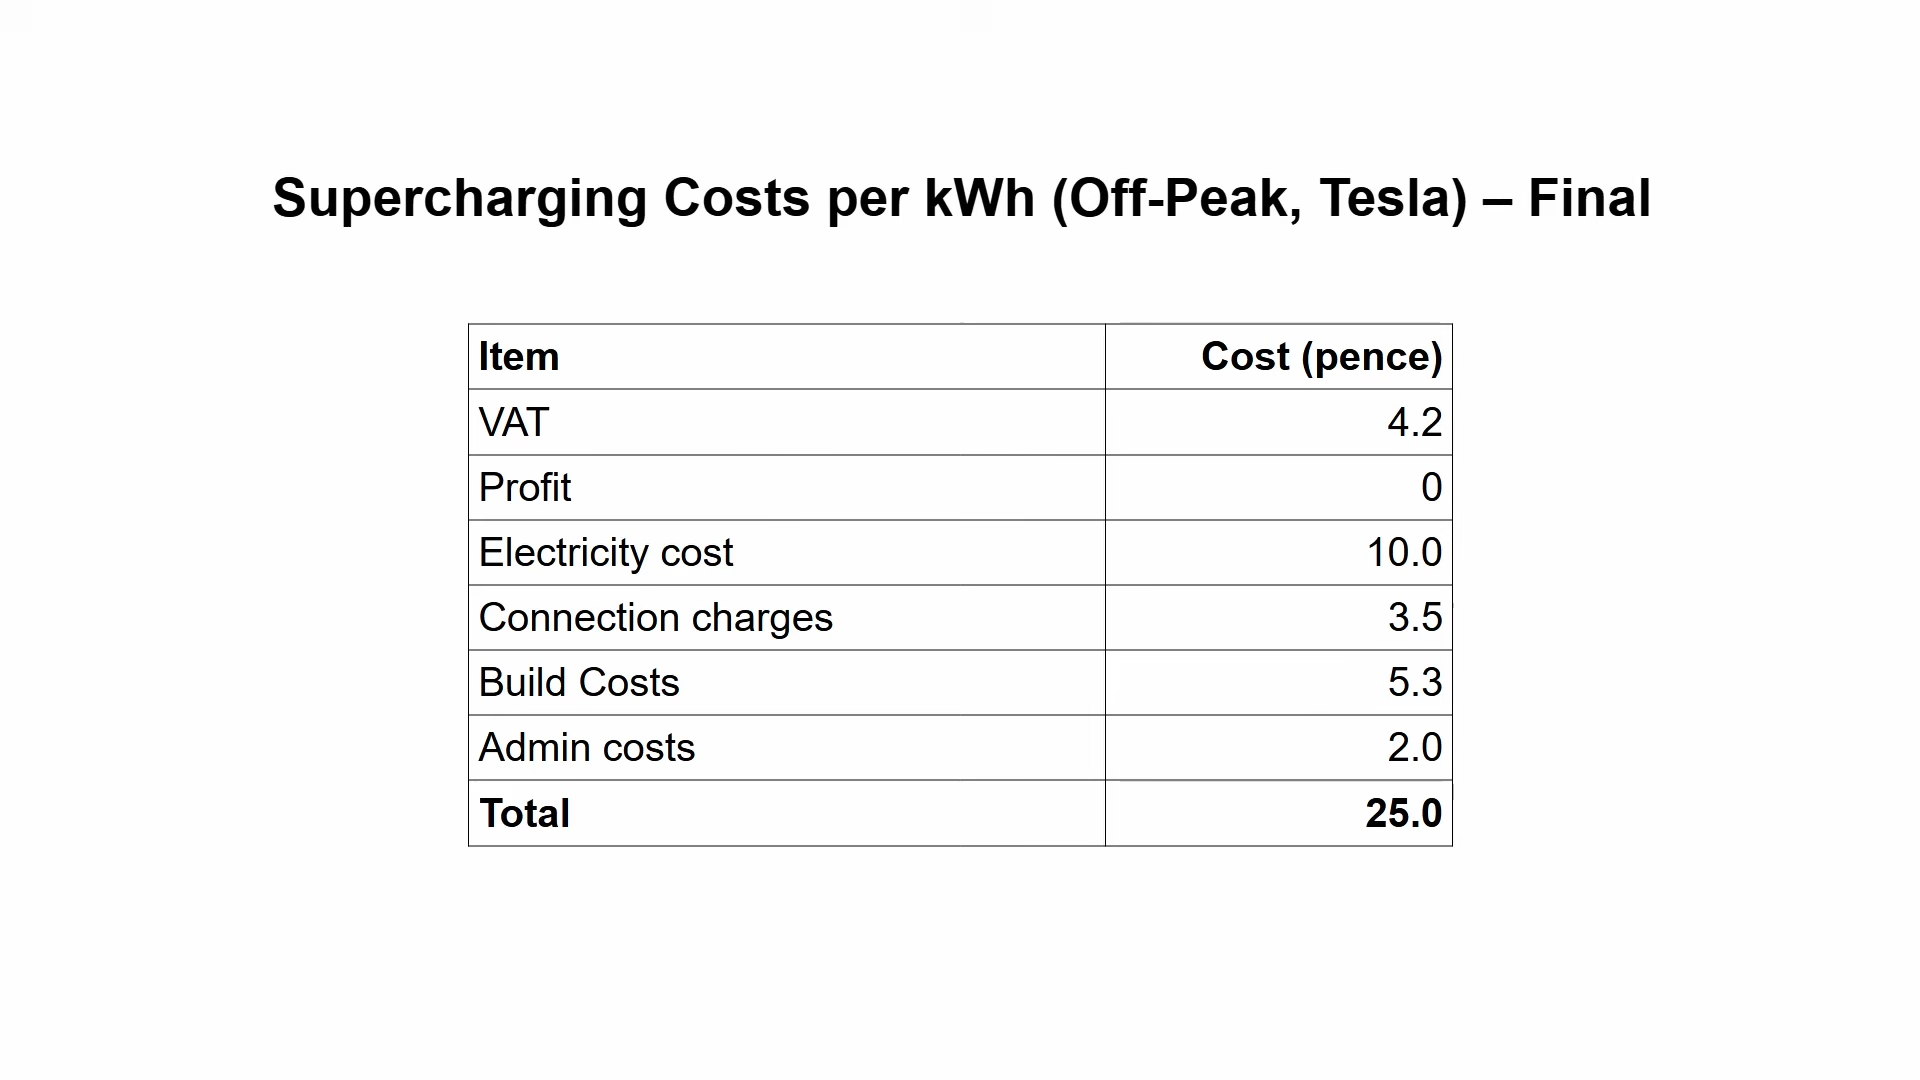 Supercharging Costs per kWh (Off-Peak, Tesla) – Final
Item Cost (pence)
VAT 4.2
Profit 0
Electricity cost 10.0
Connection charges 3.5
Build Costs 5.3
Admin costs 2.0
Total 25.0